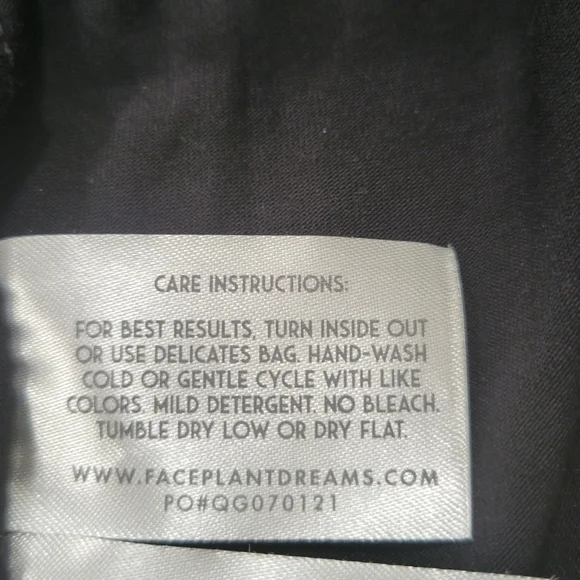 CARE INSTRUCTIONS:
FOR BEST RESULTS, TURN INSIDE OUT
OR USE DELICATES BAG. HAND-WASH
COLD OR GENTLE CYCLE WITH LIKE
COLORS. MILD DETERGENT. NO BLEACH.
TUMBLE DRY LOW OR DRY FLAT.
WWW.FACEPLANTDREAMS.COM
PO#QG070121